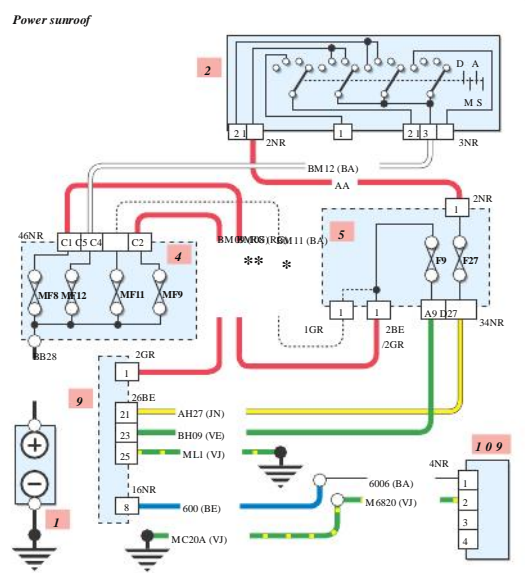 Power sunroof
2
D A
M S
2 1
1
2 1 3
2NR
3NR
BM12 (BA)
AA
2NR
1
46NR
C1 C5 C4
C2
4
BM11 (BA)
**
*
5
F9
F27
MF8
MF12
MF11
MF9
1
1
A9 D27
34NR
1GR
2BE
/2GR
BB28
2GR
1
9
26BE
21
AH27 (JN)
23
BH09 (VE)
25
ML1 (VJ)
109
4NR
16NR
6006 (BA)
1
M6820 (VJ)
2
8
600 (BE)
3
1
4
MC20A (VJ)